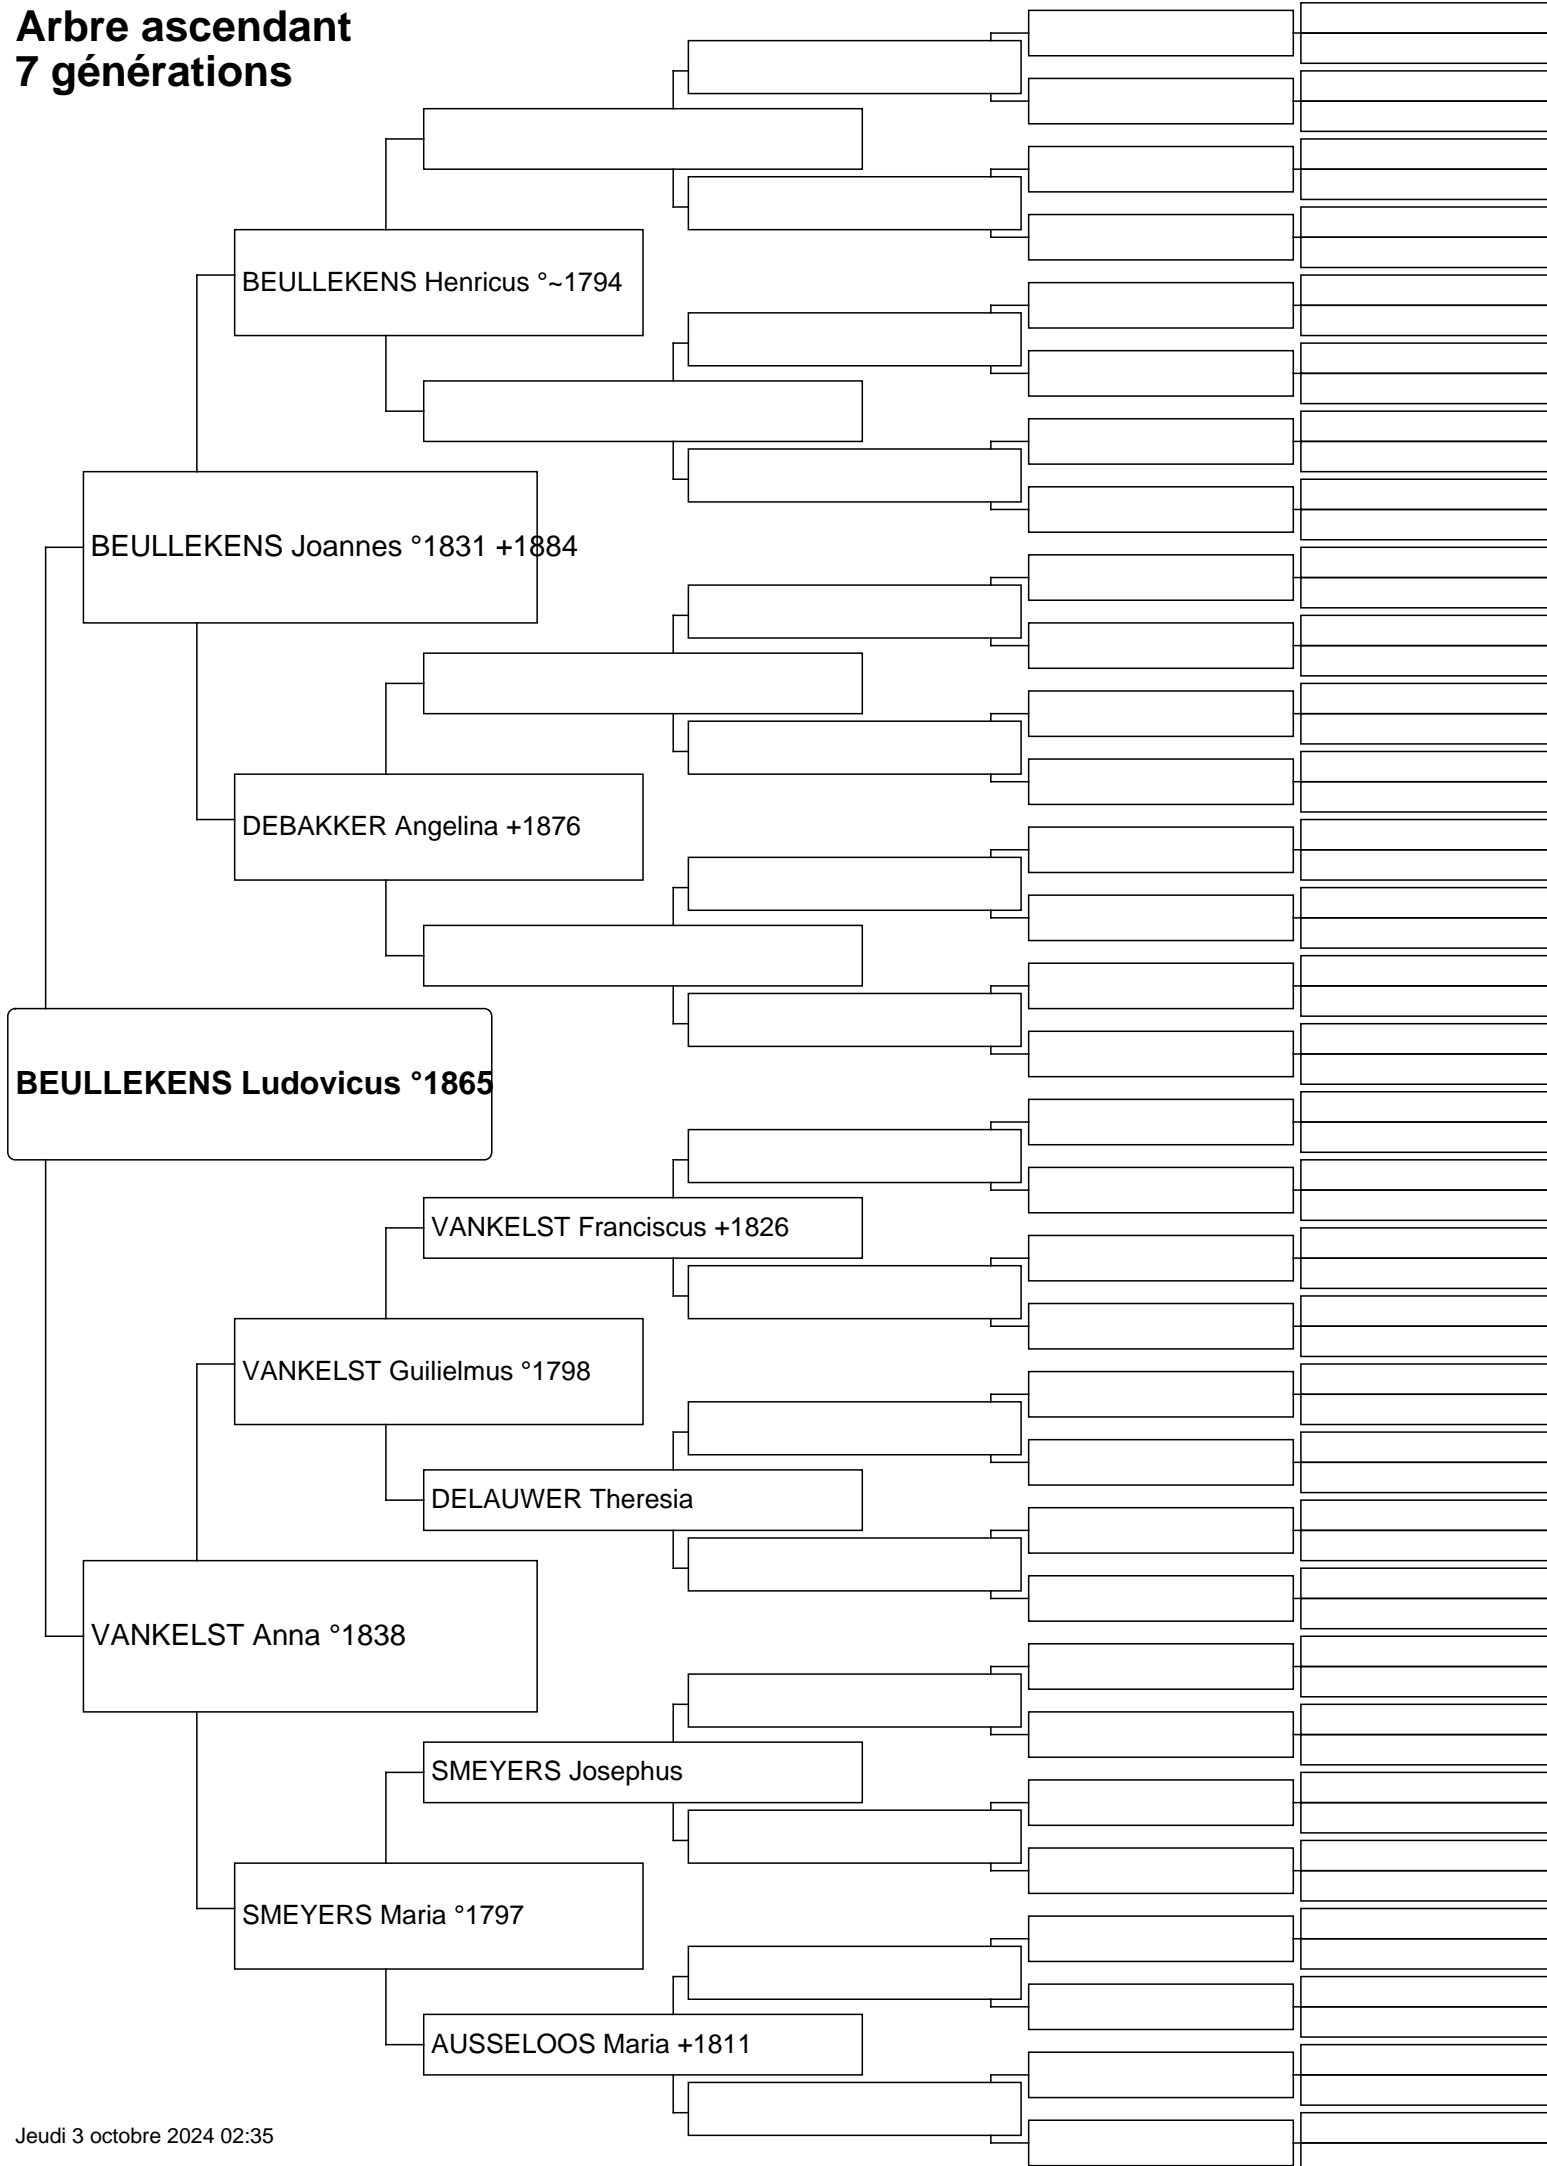 Arbre ascendant
7 générations
BEULLEKENS Henricus °~1794
BEULLEKENS Joannes °1831 +1884
DEBAKKER Angelina +1876
BEULLEKENS Ludovicus °1865
VANKELST Franciscus +1826
VANKELST Guilielmus °1798
DELAUWER Theresia
VANKELST Anna °1838
SMEYERS Josephus
SMEYERS Maria °1797
AUSSELOOS Maria +1811
Jeudi 3 octobre 2024 02:35